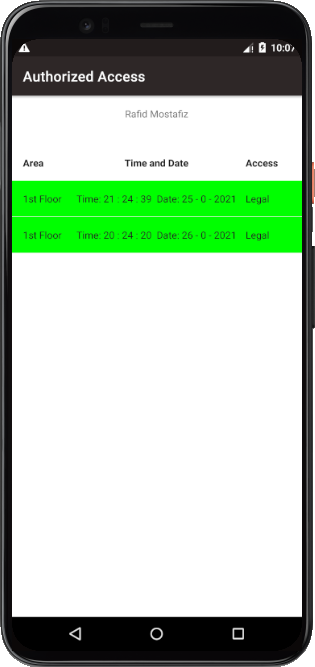 10:07
Authorized Access
Rafid Mostafiz
Area Time and Date Access
1st Floor Time: 21 : 24 : 39 Date: 25 - 0 - 2021 Legal
1st Floor Time: 20 : 24 : 20 Date: 26 - 0 - 2021 Legal